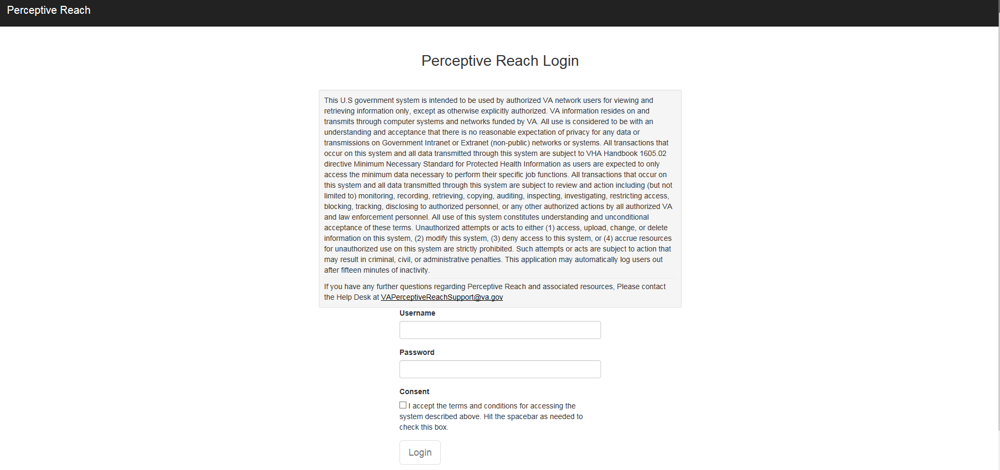 Perceptive Reach
Perceptive Reach Login
This U.S government system is intended to be used by authorized VA network users for viewing and
retrieving information only, except as otherwise explicitly authorized. VA information resides on and
transmits through computer systems and networks funded by VA. All use is considered to be with an
understanding and acceptance that there is no reasonable expectation of privacy for any data or
transmissions on Government Intranet or Extranet (non-public) networks or systems. All transactions that
occur on this system and all data transmitted through this system are subject to VHA Handbook 1605.02
directive Minimum Necessary Standard for Protected Health Information as users are expected to only
access the minimum data necessary to perform their specific job functions. All transactions that occur on
this system and all data transmitted through this system are subject to review and action including (but not
limited to) monitoring, recording, retrieving, copying, auditing, inspecting, investigating, restricting access,
blocking, tracking, disclosing to authorized personnel, or any other authorized actions by all authorized VA
and law enforcement personnel. All use of this system constitutes understanding and unconditional
acceptance of these terms. Unauthorized attempts or acts to either (1) access, upload, change, or delete
information on this system, (2) modify this system, (3) deny access to this system, or (4) accrue resources
for unauthorized use on this system are strictly prohibited. Such attempts or acts are subject to action that
may result in criminal, civil, or administrative penalties. This application may automatically log users out
after fifteen minutes of inactivity.
If you have any further questions regarding Perceptive Reach and associated resources, Please contact
the Help Desk at VAPerceptiveReachSupport@va.gov
Username
Password
Consent
I accept the terms and conditions for accessing the
system described above. Hit the spacebar as needed to
check this box.
Login